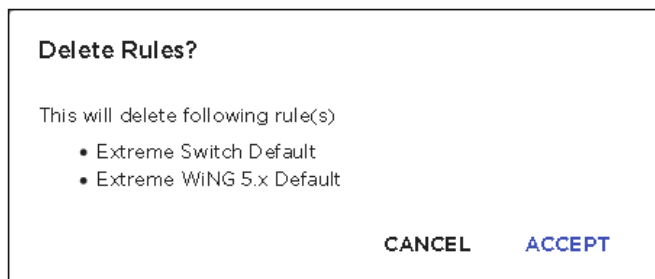 Delete Rules?
This will delete following rule(s)
• Extreme Switch Default
• Extreme WiNG 5.x Default
CANCEL ACCEPT